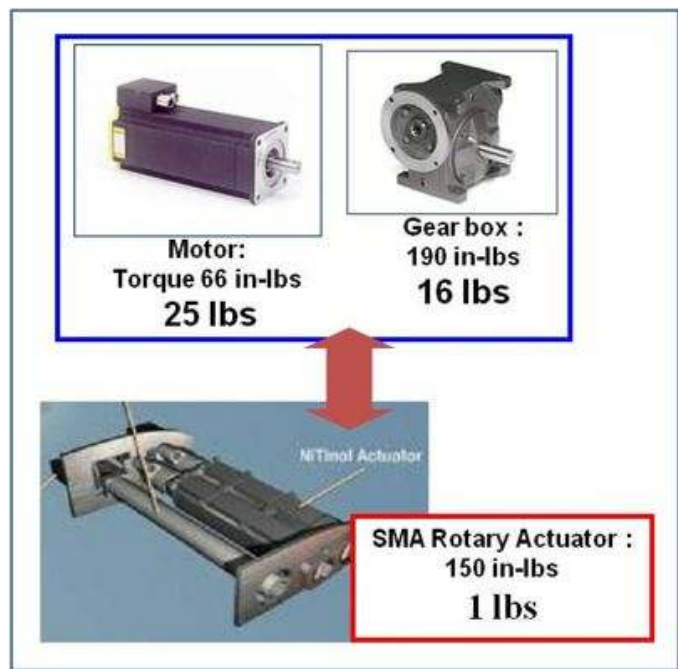 Motor:
Torque 66 in-lbs
25 lbs
Gear box :
190 in-lbs
16 lbs
NiTinol Actuator
SMA Rotary Actuator :
150 in-lbs
1 lbs